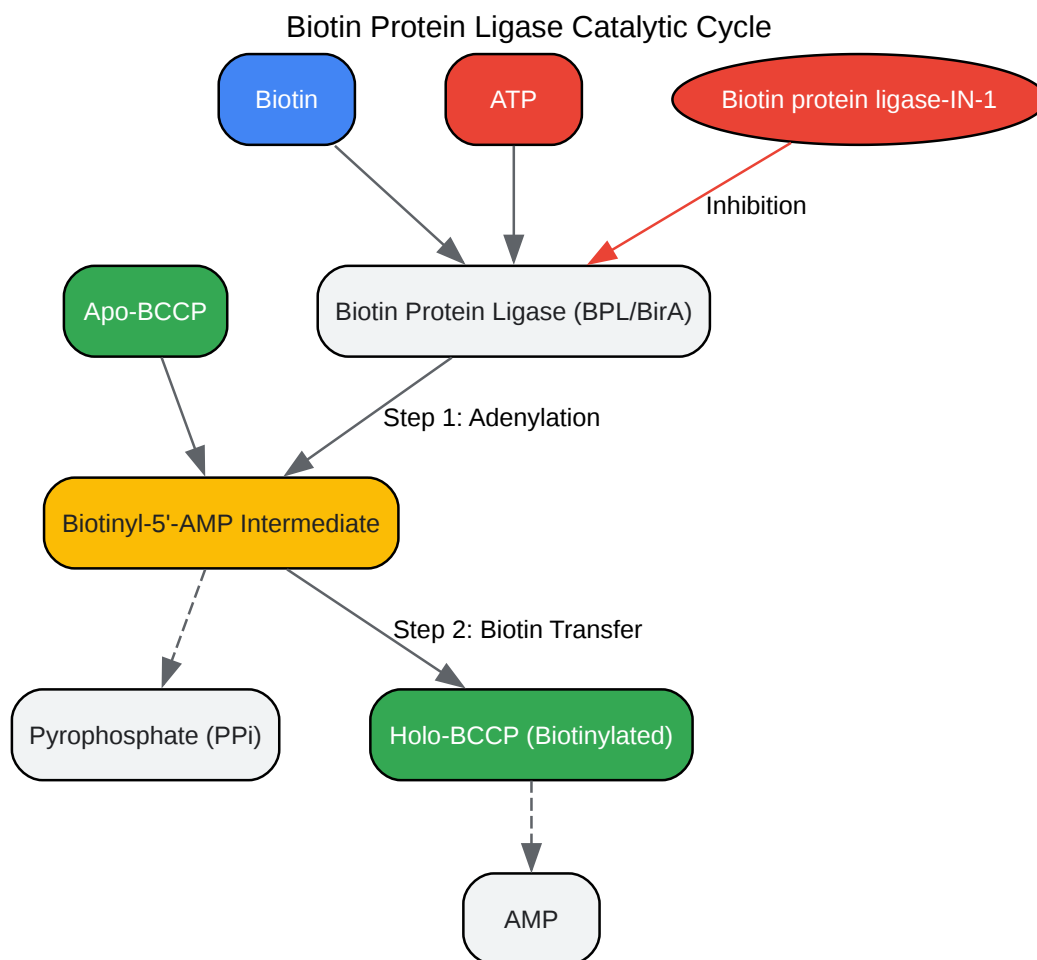 Biotin Protein Ligase Catalytic Cycle
Biotin
ATP
Biotin protein ligase-IN-1
Inhibition
Apo-BCCP
Biotin Protein Ligase (BPL/BirA)
Step 1: Adenylation
Biotinyl-5'-AMP Intermediate
Step 2: Biotin Transfer
Pyrophosphate (PPi)
Holo-BCCP (Biotinylated)
AMP